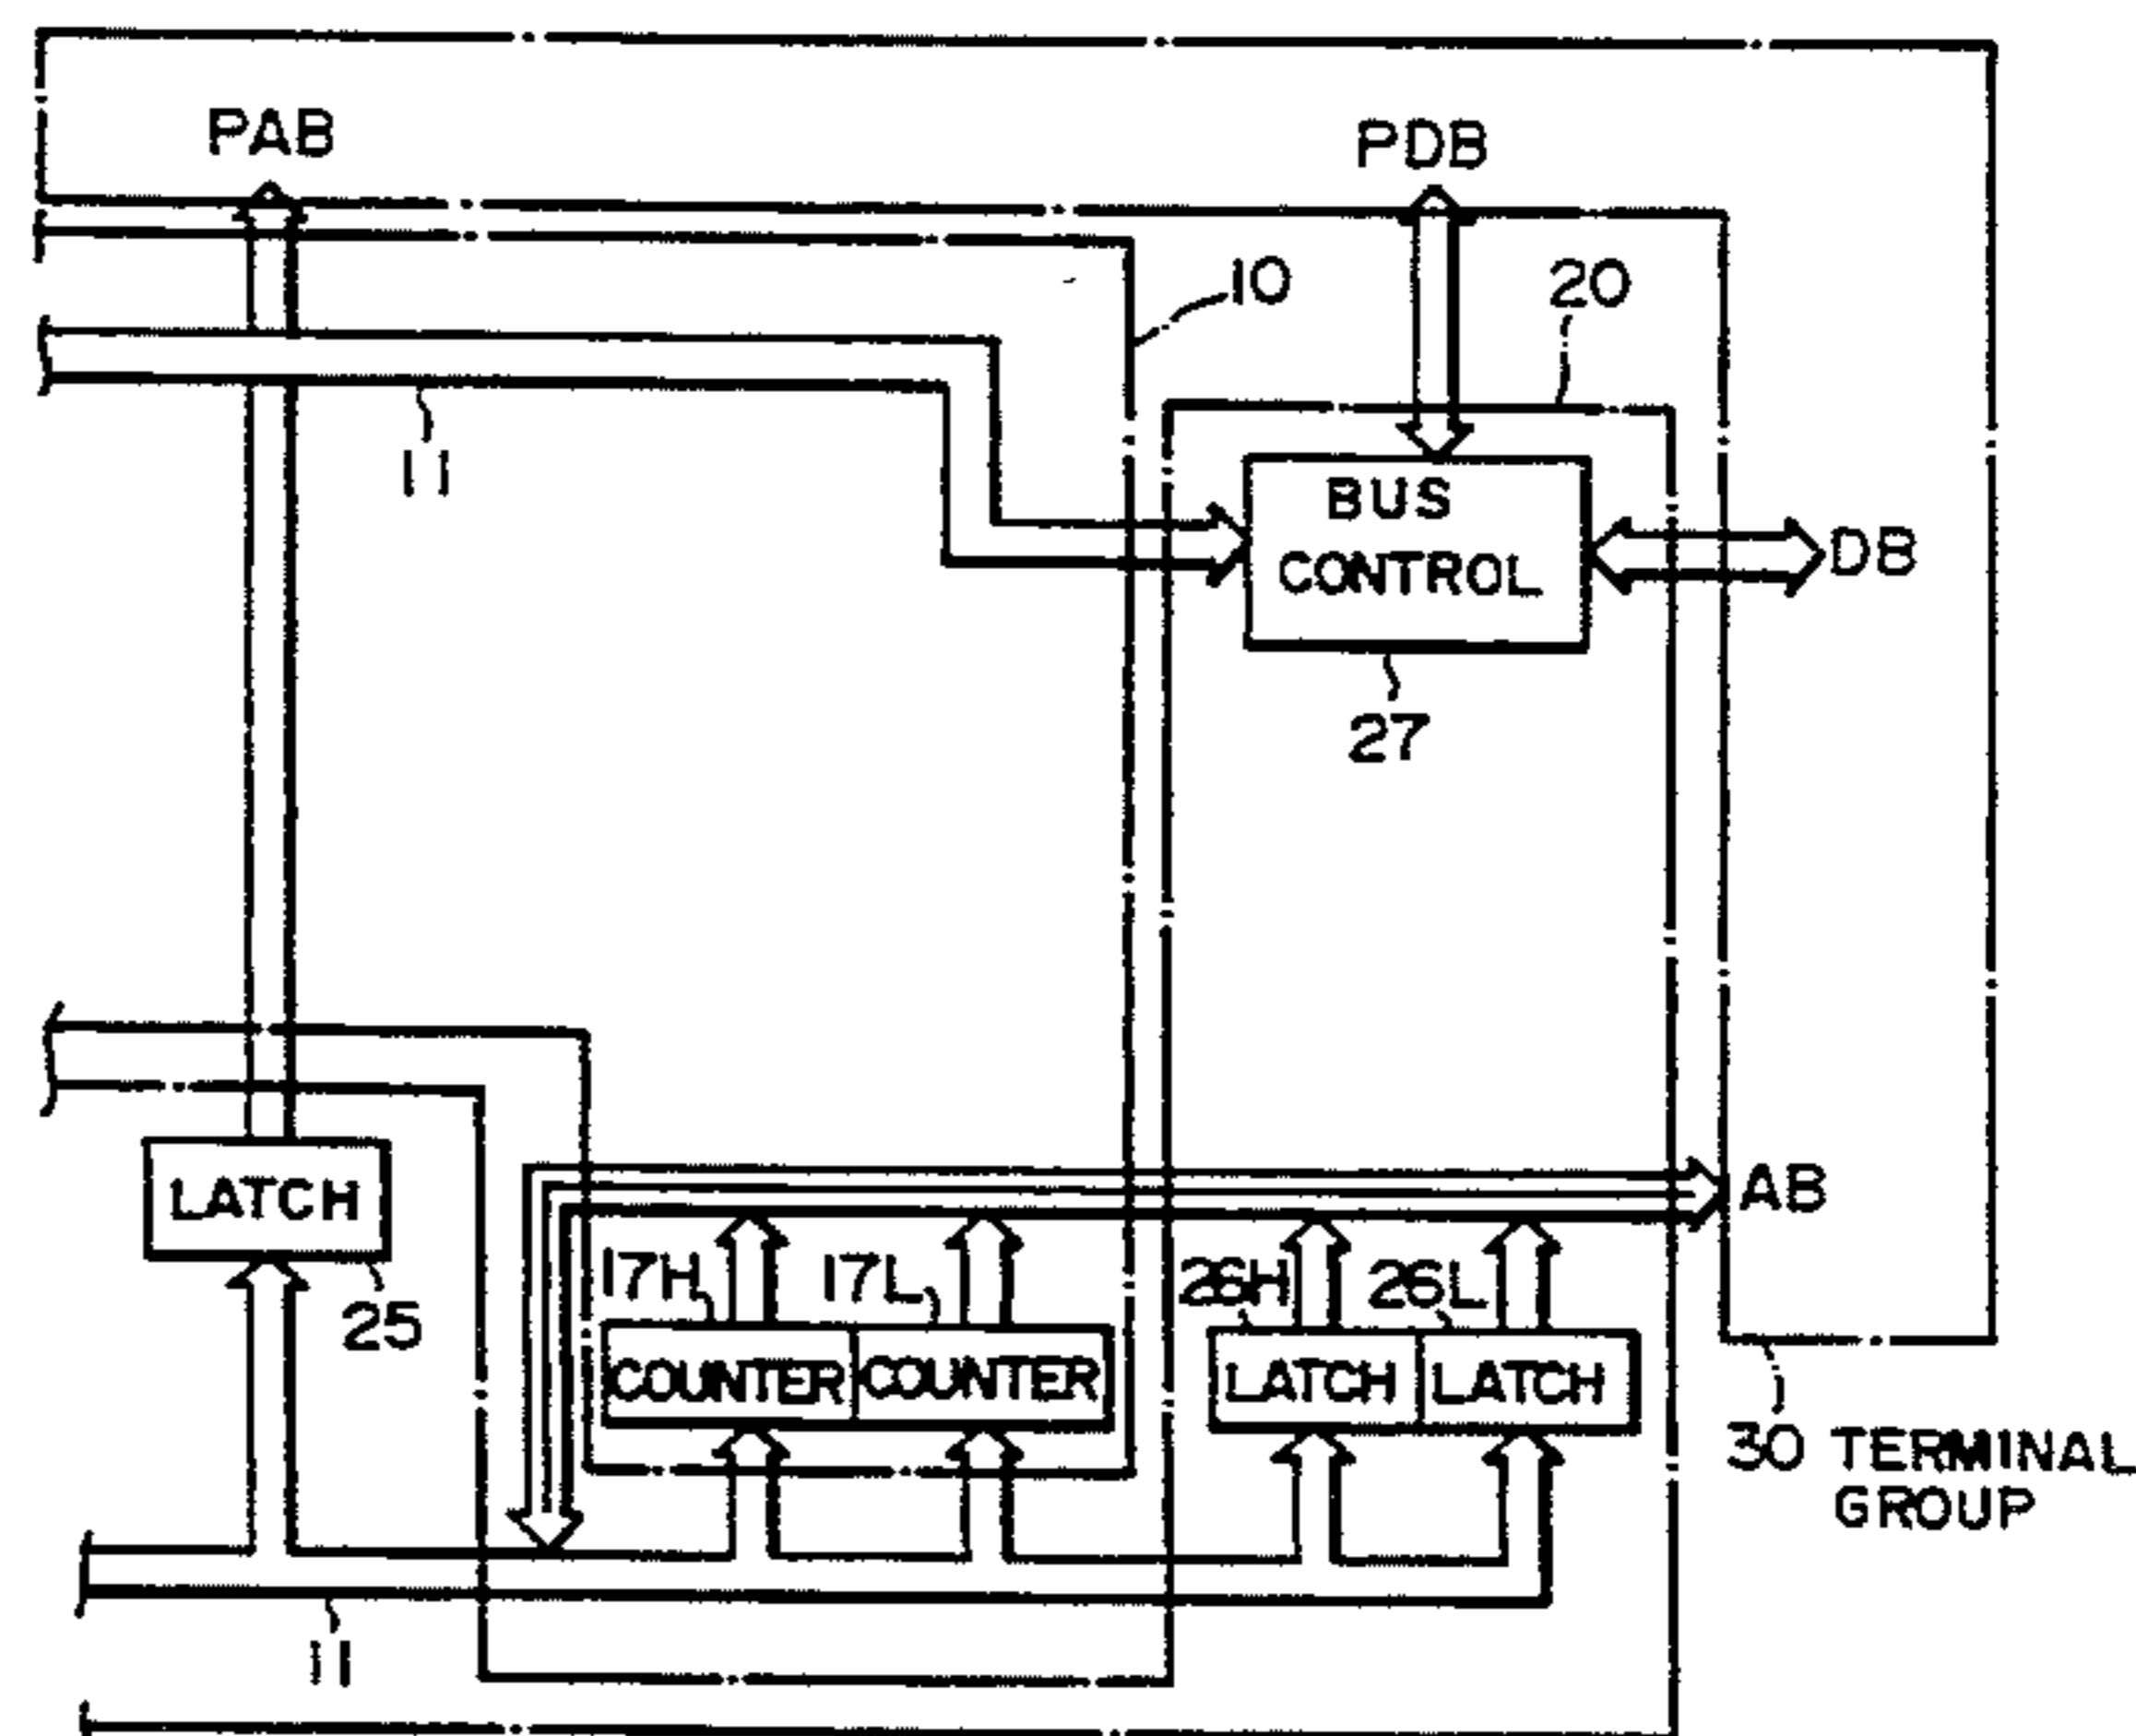 PAB
PDB
10
20
11
BUS
CONTROL
DB
27
LATCH
AB
17H
17L
26H
26L
25
COUNTER
COUNTER
LATCH
LATCH
30 TERMINAL
GROUP
11